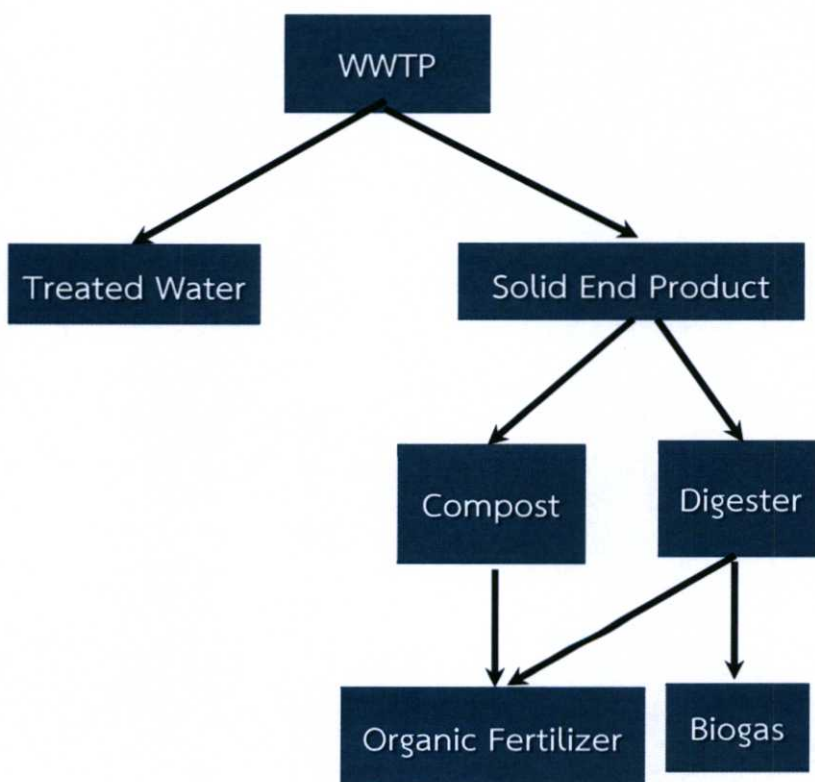 WWTP
Treated Water
Solid End Product
Compost
Digester
Organic Fertilizer
Biogas